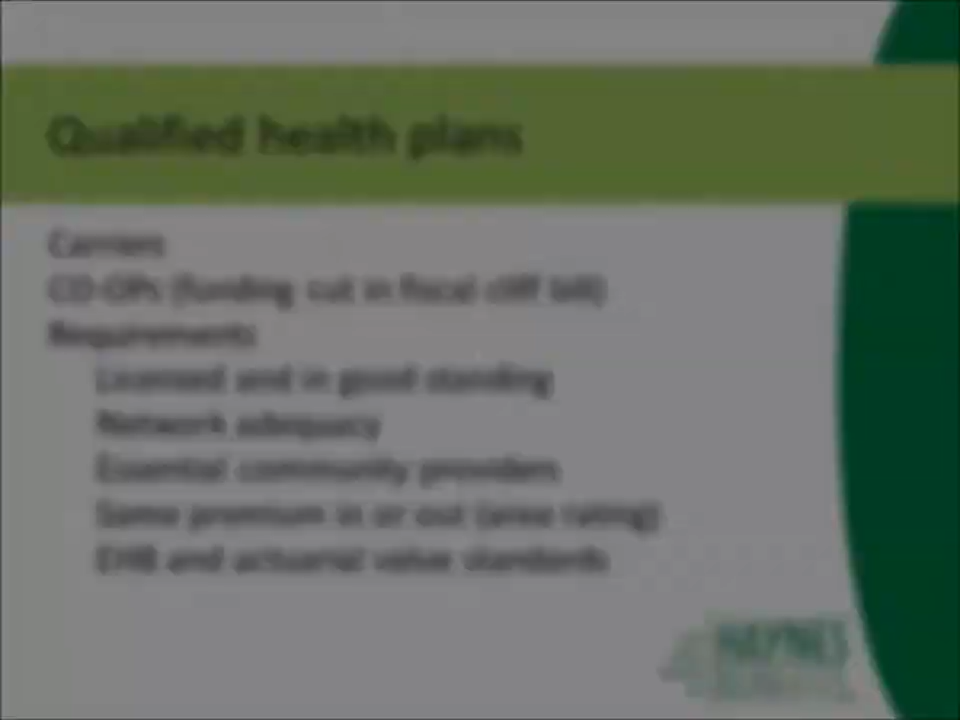 Qualified health plans
Carriers
CO-OPs (funding cut in fiscal cliff bill)
Requirements
Licensed and in good standing
Network adequacy
Essential community providers
Same premium in or out (area rating)
EHB and actuarial value standards
HAYNES